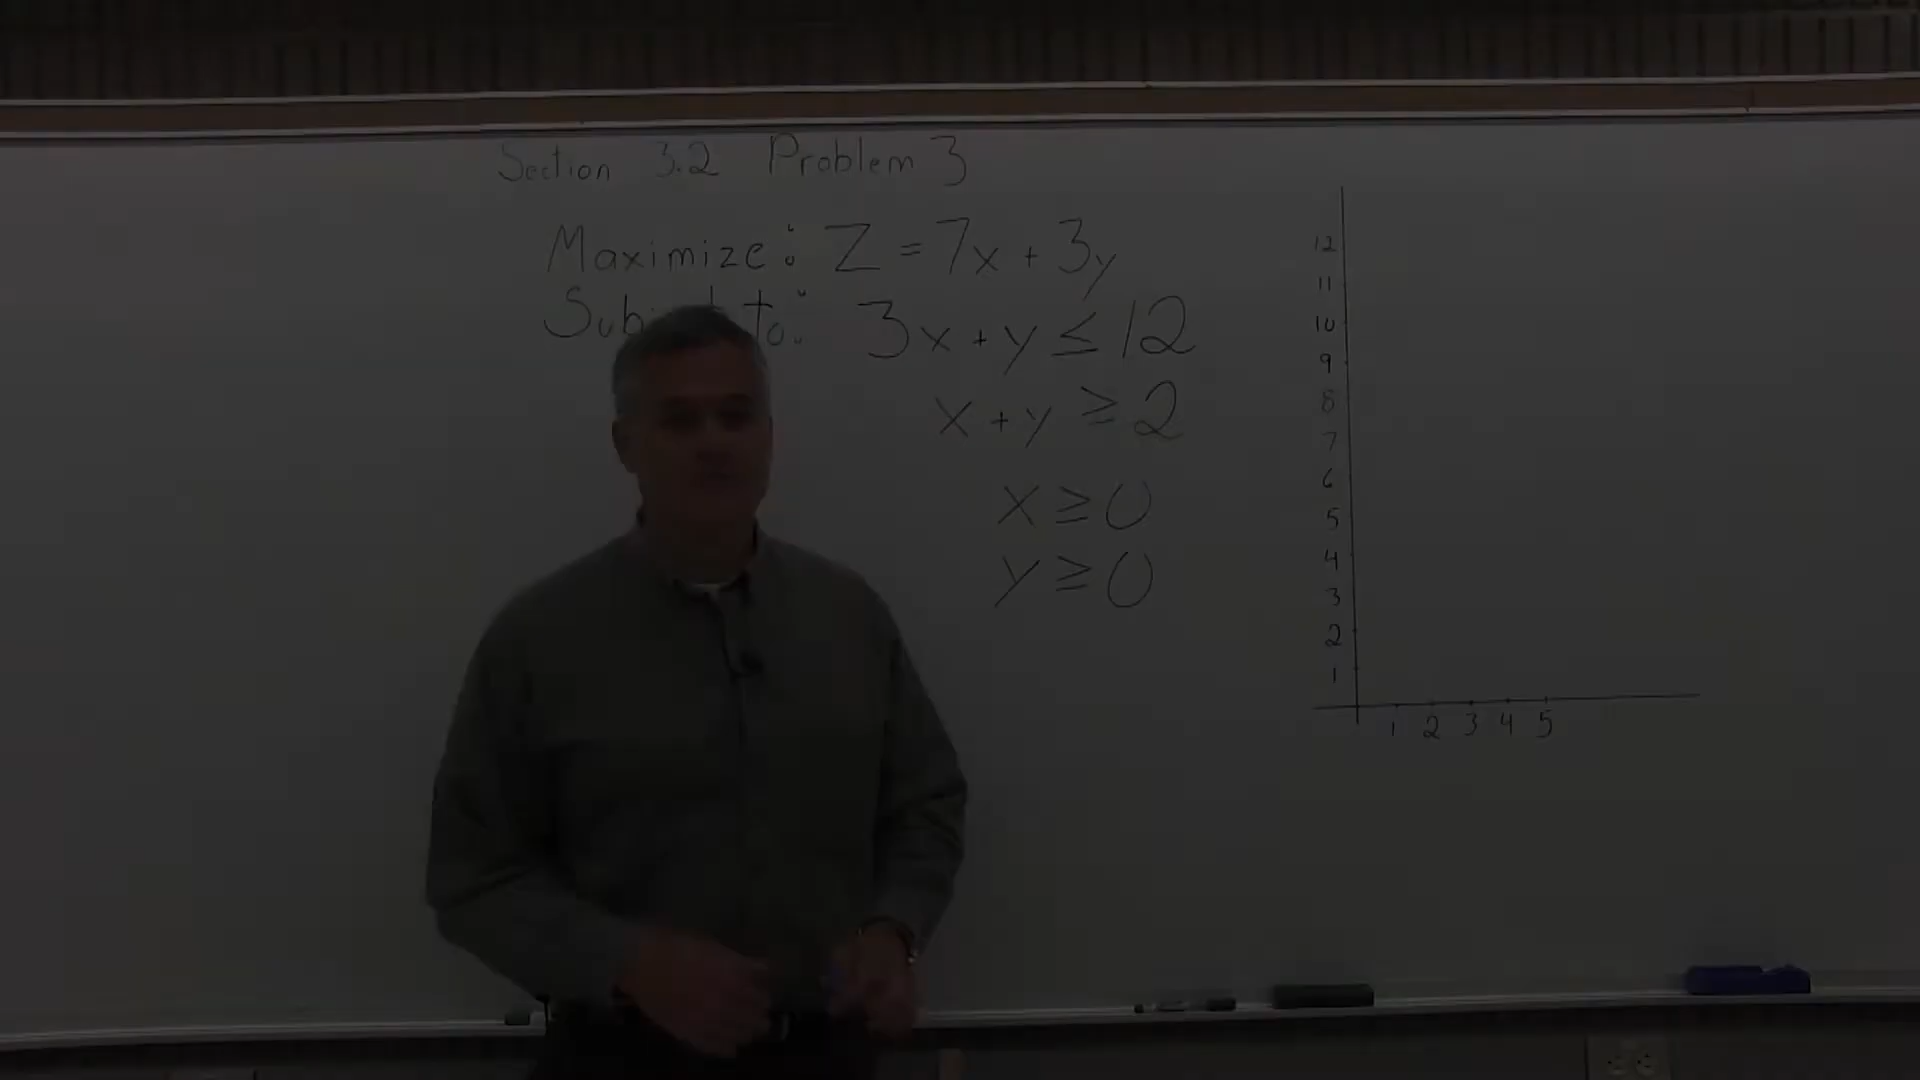 Section 3.2 Problem 3
Maximize: Z = 7x + 3y
to: 3x + y ≤ 12
x + y ≥ 2
x ≥ 0
y ≥ 0
12
11
10
9
8
7
6
5
4
3
2
1
1 2 3 4 5